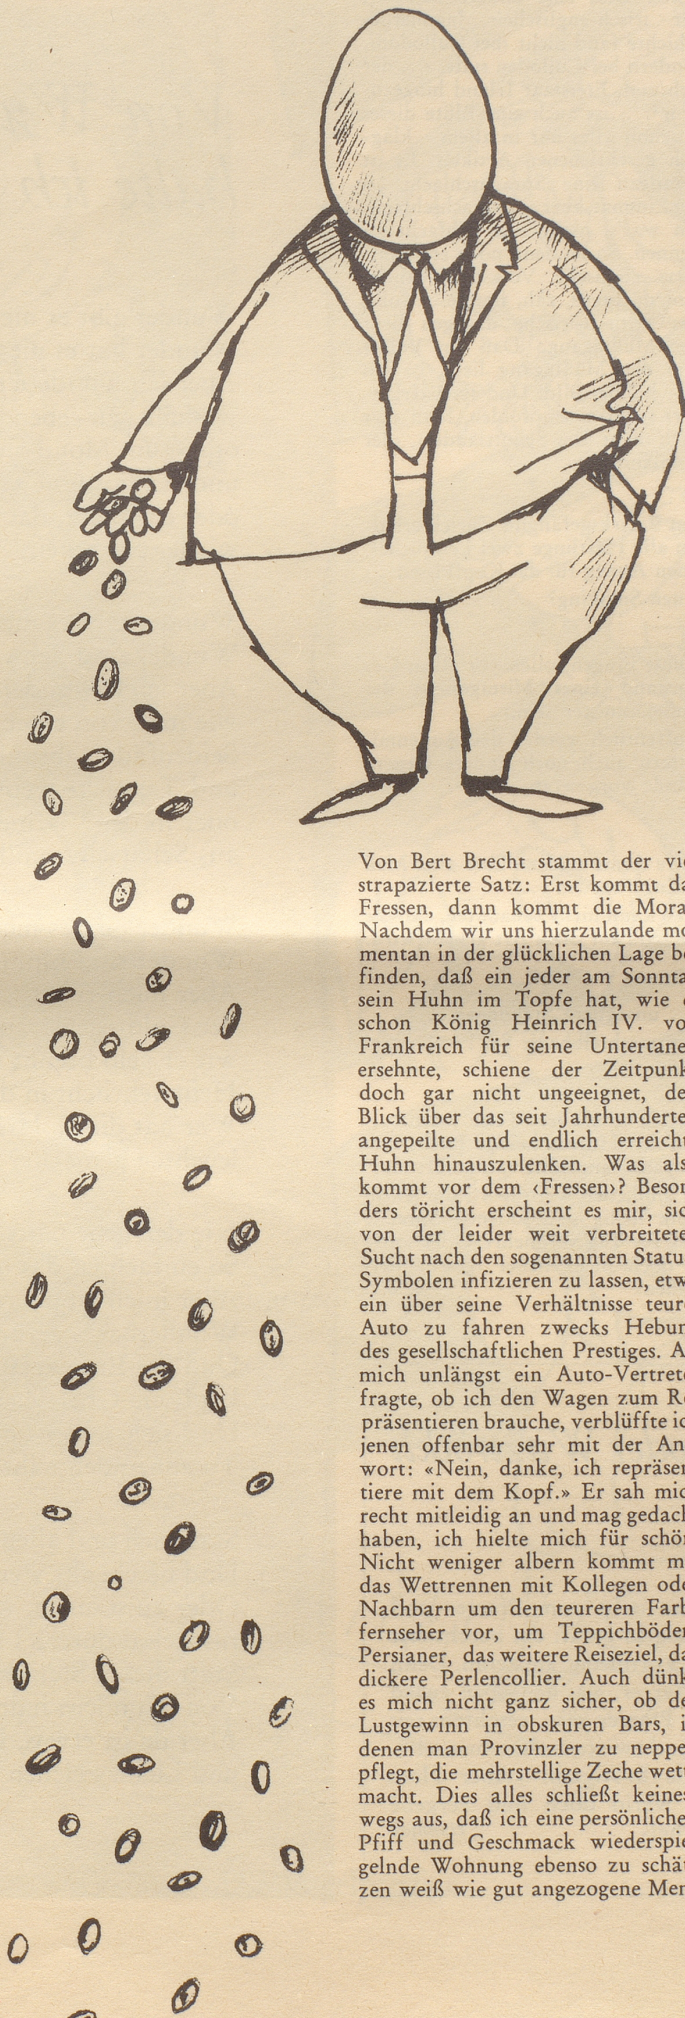 Von Bert Brecht stammt der vie
strapazierte Satz: Erst kommt da
Fressen, dann kommt die Mora
Nachdem wir uns hierzulande mo
mentan in der glücklichen Lage be
finden, daß ein jeder am Sonnta
sein Huhn im Topfe hat, wie e
schon König Heinrich IV. vo
Frankreich für seine Untertane
ersehnte, schiene der Zeitpunk
doch gar nicht ungeeignet, de
Blick über das seit Jahrhunderte
angepeilte und endlich erreicht
Huhn hinauszulenken. Was als
kommt vor dem ‹Fressen›? Beson
ders töricht erscheint es mir, sic
von der leider weit verbreitete
Sucht nach den sogenannten Statu
Symbolen infizieren zu lassen, etw
ein über seine Verhältnisse teur
Auto zu fahren zwecks Hebun
des gesellschaftlichen Prestiges. A
mich unlängst ein Auto-Vertrete
fragte, ob ich den Wagen zum Re
präsentieren brauche, verblüffte ic
jenen offenbar sehr mit der An
wort: «Nein, danke, ich repräsen
tiere mit dem Kopf.» Er sah mic
recht mitleidig an und mag gedach
haben, ich hielte mich für schön
Nicht weniger albern kommt mi
das Wettrennen mit Kollegen ode
Nachbarn um den teureren Farb
fernseher vor, um Teppichböden
Persianer, das weitere Reiseziel, da
dickere Perlencollier. Auch dünk
es mich nicht ganz sicher, ob de
Lustgewinn in obskuren Bars, i
denen man Provinzler zu neppe
pflegt, die mehrstellige Zeche wett
macht. Dies alles schließt keines
wegs aus, daß ich eine persönliche
Pfiff und Geschmack wiederspie
gelnde Wohnung ebenso zu schät
zen weiß wie gut angezogene Men